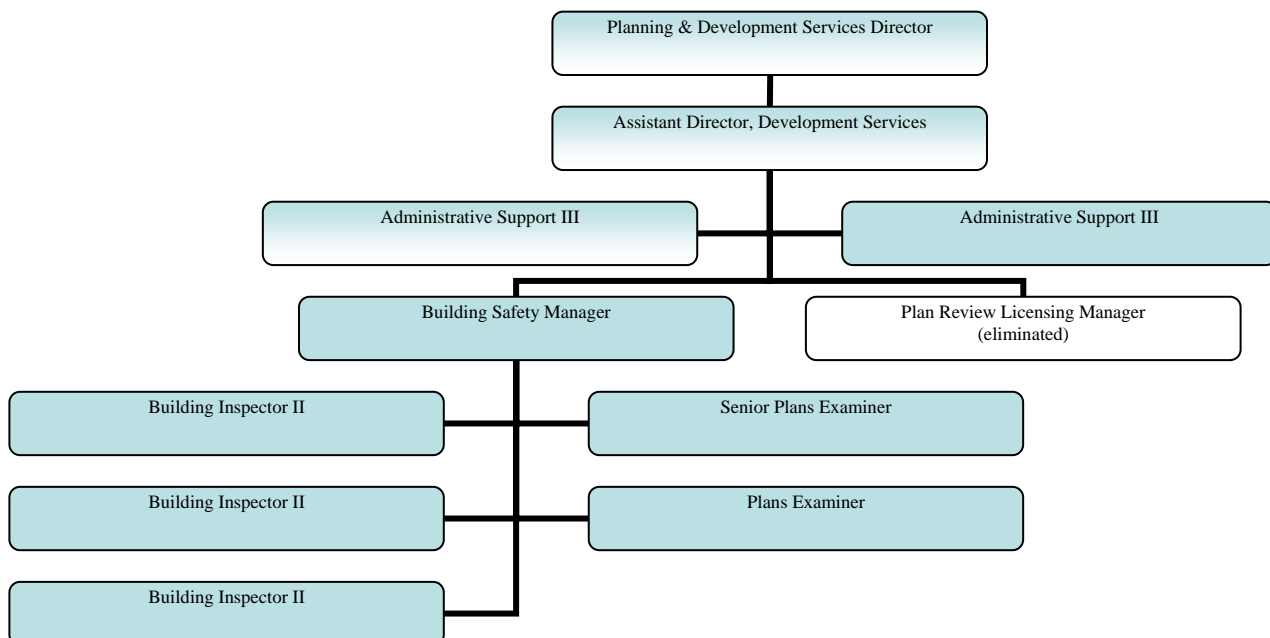 Planning & Development Services Director
Assistant Director, Development Services
Administrative Support III
Administrative Support III
Building Safety Manager
Plan Review Licensing Manager
(eliminated)
Building Inspector II
Senior Plans Examiner
Building Inspector II
Plans Examiner
Building Inspector II